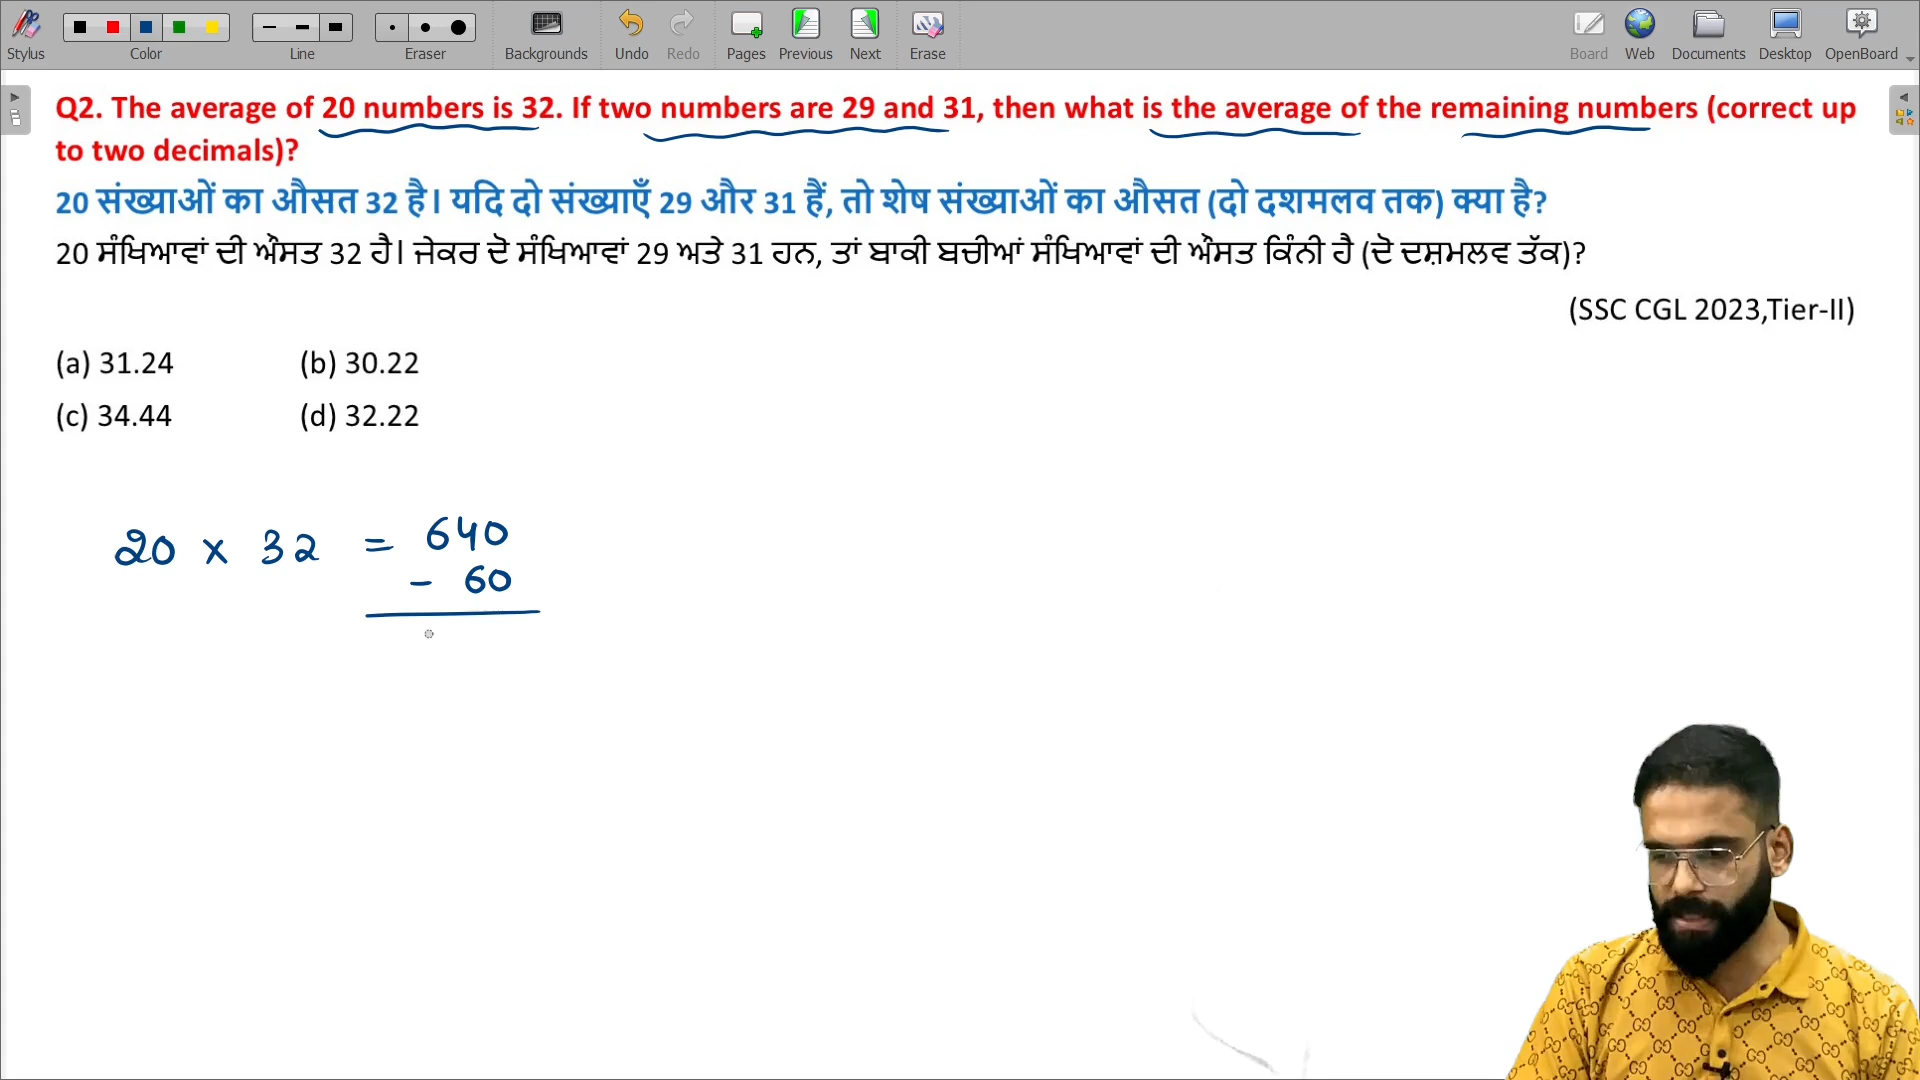 Stylus Color Line Eraser Backgrounds Undo Redo Pages Previous Next Erase Board Web Documents Desktop OpenBoard
Q2. The average of 20 numbers is 32. If two numbers are 29 and 31, then what is the average of the remaining numbers (correct up
to two decimals)?
20 संख्याओं का औसत 32 है। यदि दो संख्याएँ 29 और 31 हैं, तो शेष संख्याओं का औसत (दो दशमलव तक) क्या है?
20 ਸੰਖਿਆਵਾਂ ਦੀ ਔਸਤ 32 ਹੈ। ਜੇਕਰ ਦੋ ਸੰਖਿਆਵਾਂ 29 ਅਤੇ 31 ਹਨ, ਤਾਂ ਬਾਕੀ ਬਚੀਆਂ ਸੰਖਿਆਵਾਂ ਦੀ ਔਸਤ ਕਿੰਨੀ ਹੈ (ਦੋ ਦਸ਼ਮਲਵ ਤੱਕ)?
(SSC CGL 2023,Tier-II)
(a) 31.24 (b) 30.22
(c) 34.44 (d) 32.22
20 x 32 = 640
- 60